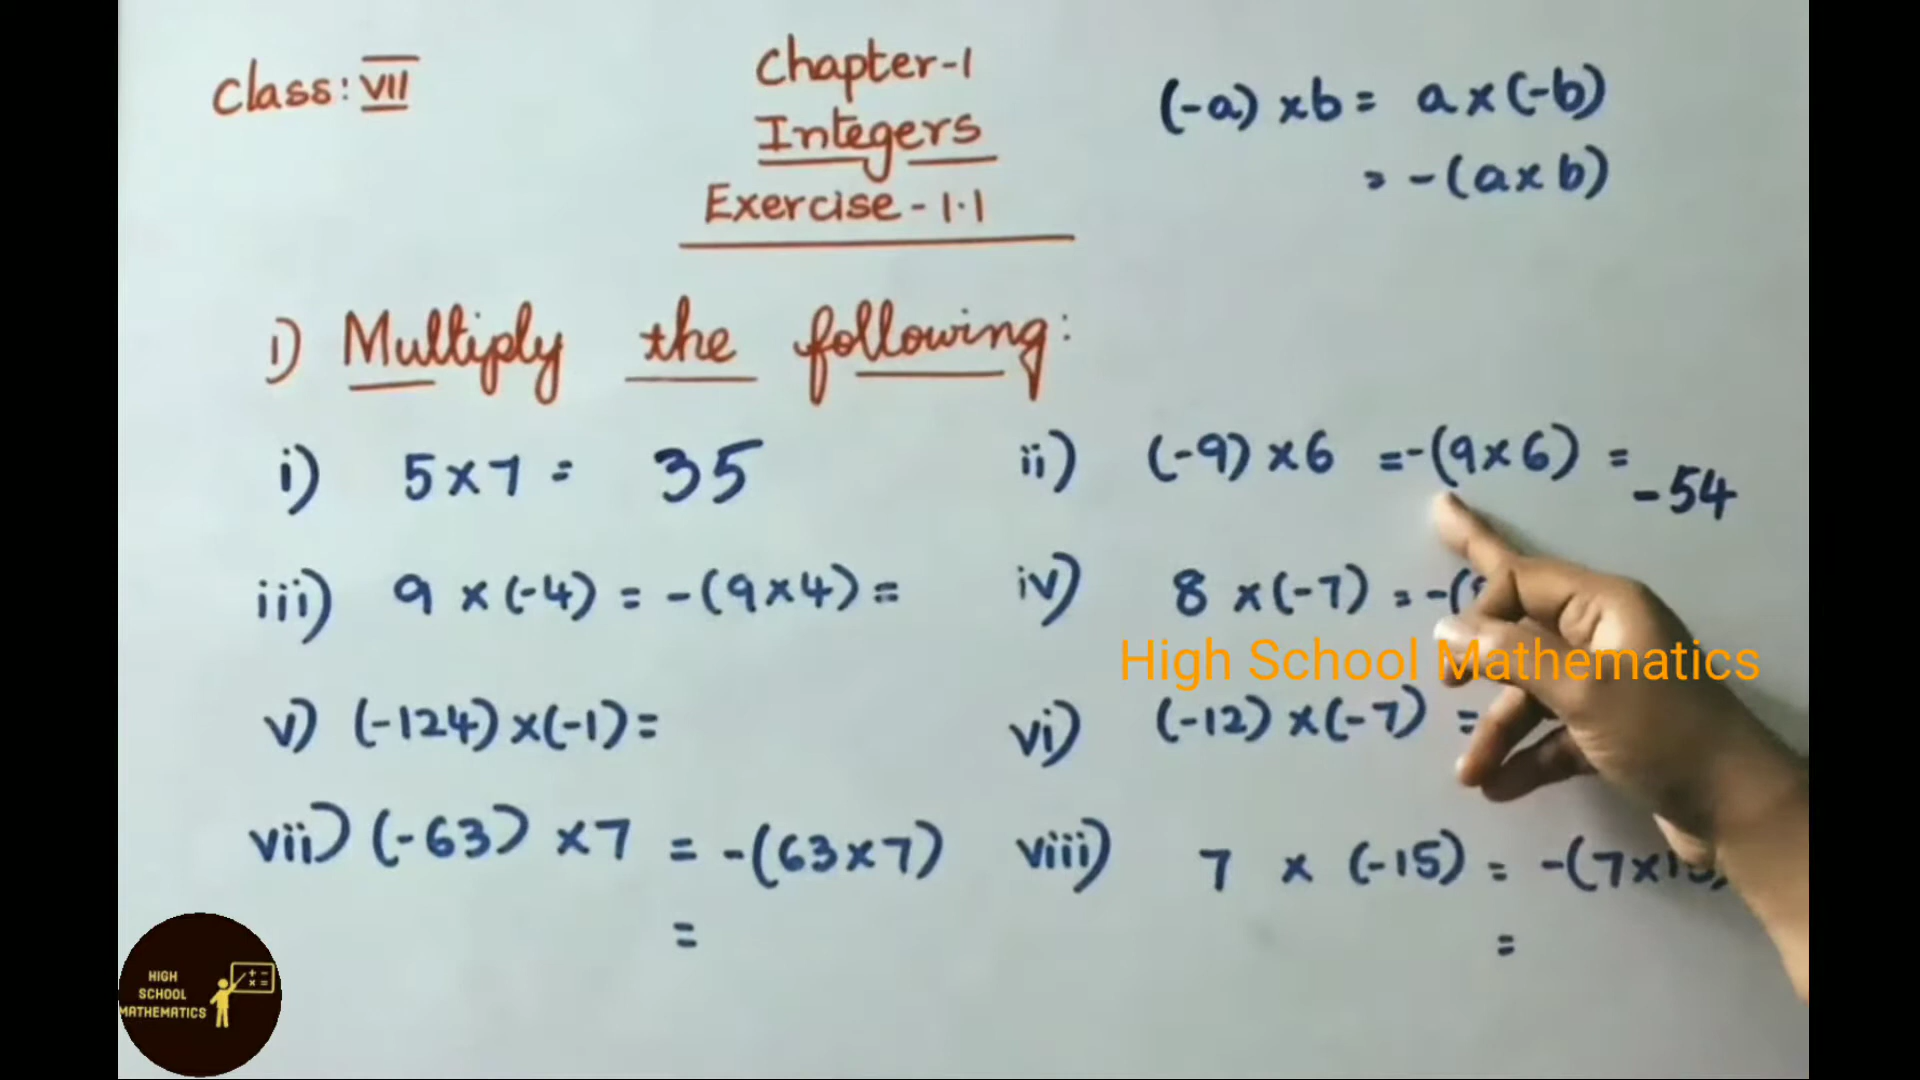 Class: VII
Chapter-1
Integers
Exercise-1.1
(-a) x b = a x (-b)
= -(a x b)
1) Multiply the following:
i) 5 x 7 = 35
ii) (-9) x 6 = -(9 x 6) = -54
iii) 9 x (-4) = -(9 x 4) =
iv) 8 x (-7) = -(
High School Mathematics
v) (-124) x (-1) =
vi) (-12) x (-7) =
vii) (-63) x 7 = -(63 x 7)
=
viii) 7 x (-15) = -(7 x 15)
=
HIGH
SCHOOL
MATHEMATICS